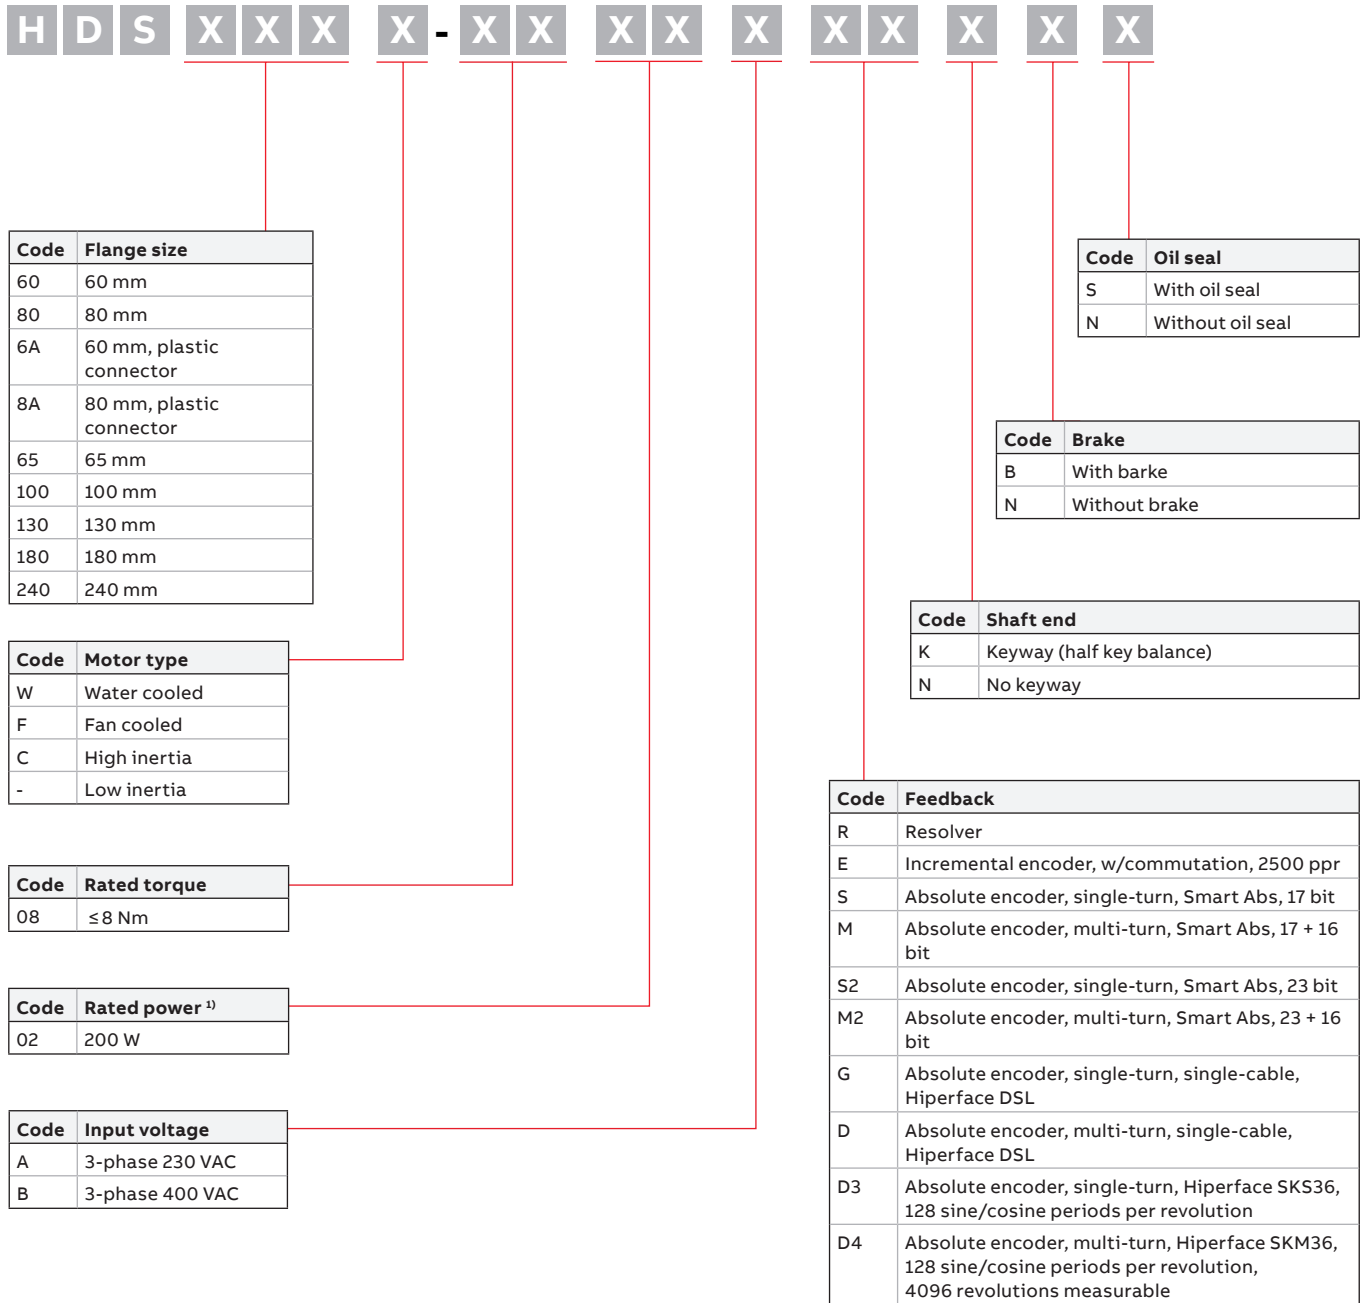 H D S X X X X - X X X X X X X X X X
Code Flange size
60 60 mm
80 80 mm
6A 60 mm, plastic
connector
8A 80 mm, plastic
connector
65 65 mm
100 100 mm
130 130 mm
180 180 mm
240 240 mm
Code Motor type
W Water cooled
F Fan cooled
C High inertia
- Low inertia
Code Rated torque
08 ≤8 Nm
Code Rated power 1)
02 200 W
Code Input voltage
A 3-phase 230 VAC
B 3-phase 400 VAC
Code Oil seal
S With oil seal
N Without oil seal
Code Brake
B With barke
N Without brake
Code Shaft end
K Keyway (half key balance)
N No keyway
Code Feedback
R Resolver
E Incremental encoder, w/commutation, 2500 ppr
S Absolute encoder, single-turn, Smart Abs, 17 bit
M Absolute encoder, multi-turn, Smart Abs, 17 + 16
bit
S2 Absolute encoder, single-turn, Smart Abs, 23 bit
M2 Absolute encoder, multi-turn, Smart Abs, 23 + 16
bit
G Absolute encoder, single-turn, single-cable,
Hiperface DSL
D Absolute encoder, multi-turn, single-cable,
Hiperface DSL
D3 Absolute encoder, single-turn, Hiperface SKS36,
128 sine/cosine periods per revolution
D4 Absolute encoder, multi-turn, Hiperface SKM36,
128 sine/cosine periods per revolution,
4096 revolutions measurable